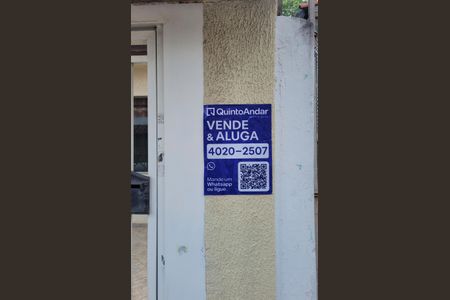 QuintoAndar
VENDE
& ALUGA
4020-2507
Mande um
Whatsapp
ou ligue.